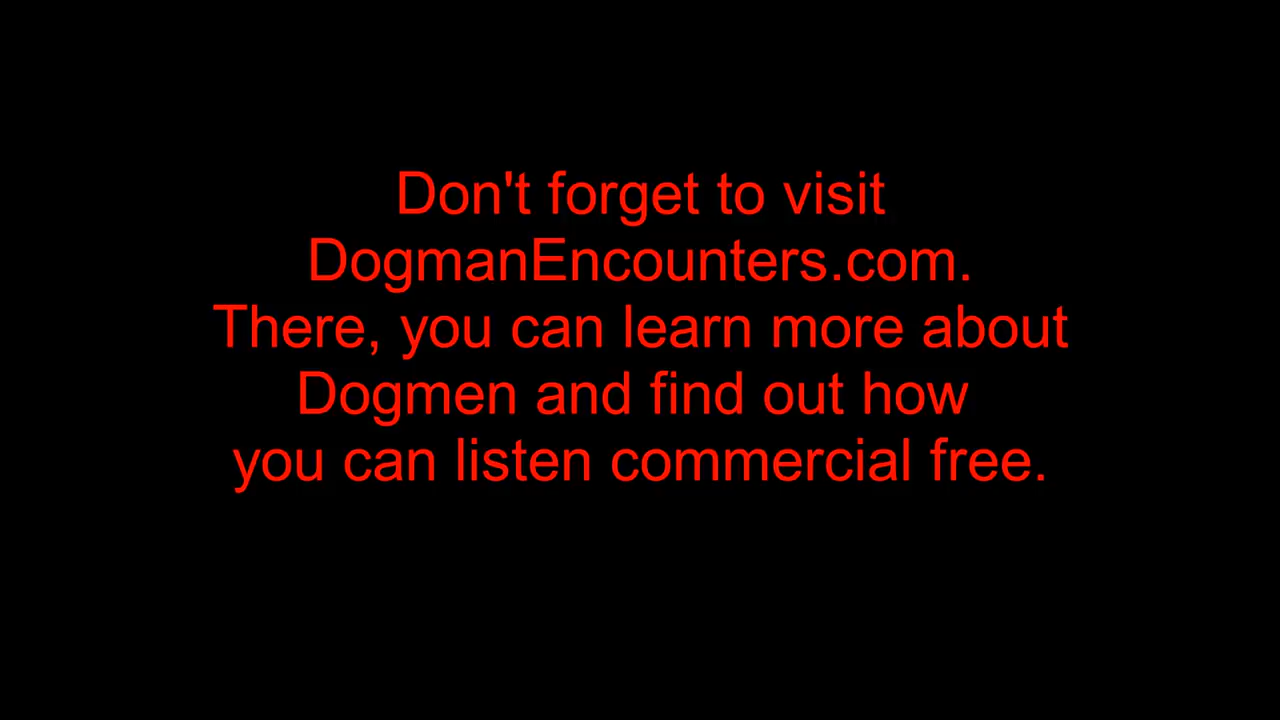 Don't forget to visit
DogmanEncounters.com.
There, you can learn more about
Dogmen and find out how
you can listen commercial free.